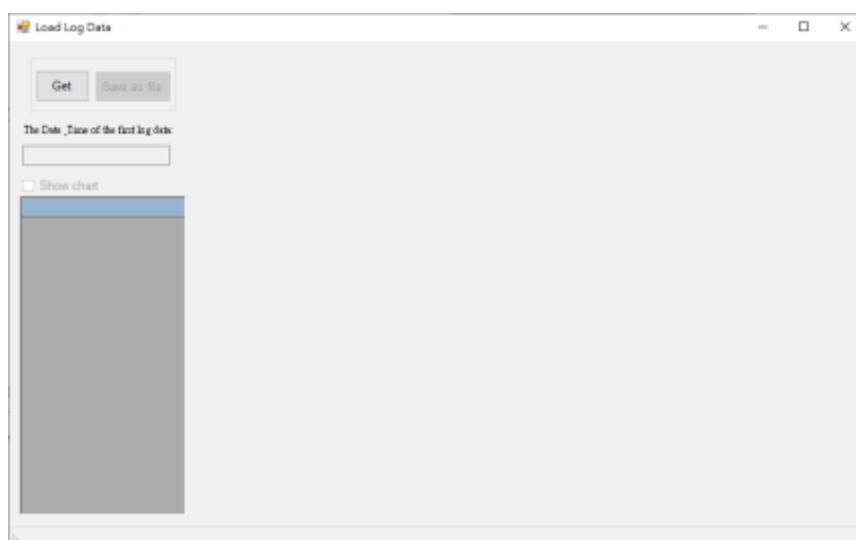 Load Log Data
Get
Save as file
The Date_Time of the first log data:
Show chart